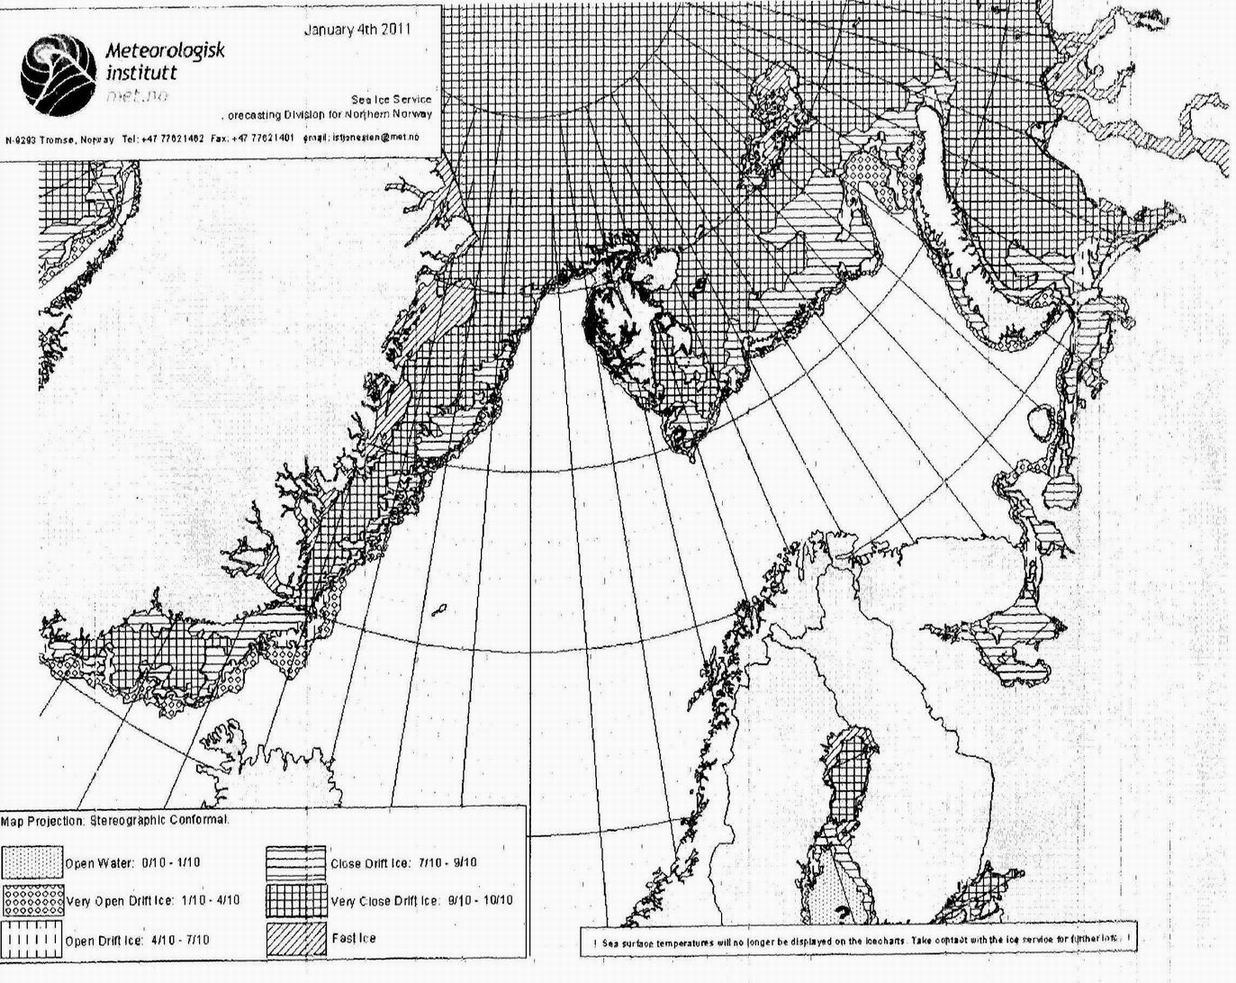 January 4th 2011
Meteorologisk
institutt
met.no
Sea Ice Service
orecasting Division for Northern Norway
N-9293 Tromsø, Norway Tel: +47 77621462 Fax: +47 77621401 email: istjenesten@met.no
?
Map Projection: Stereographic Conformal.
Open Water: 0/10 - 1/10
Close Drift Ice: 7/10 - 9/10
Very Open Drift Ice: 1/10 - 4/10
Very Close Drift Ice: 9/10 - 10/10
Open Drift Ice: 4/10 - 7/10
Fast Ice
?
! Sea surface temperatures will no longer be displayed on the icecharts. Take contact with the ice service for further info. !